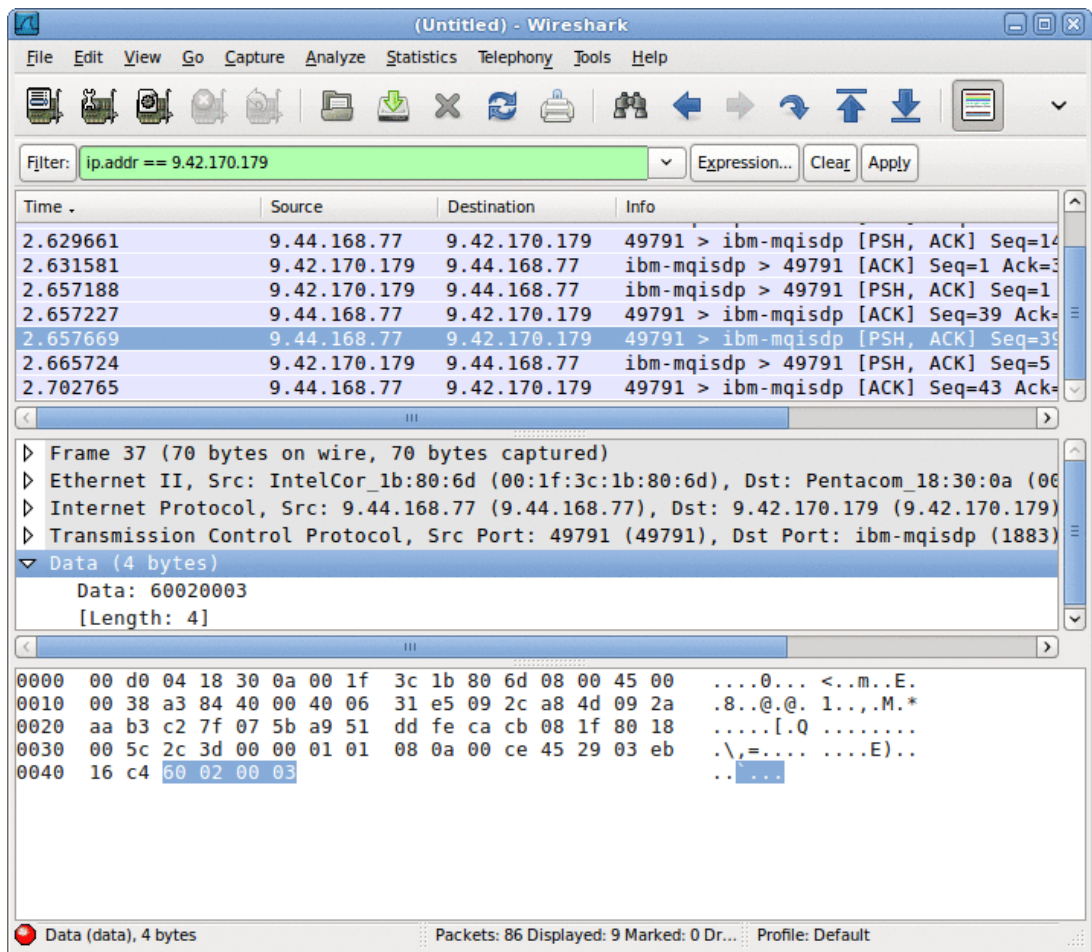 (Untitled) - Wireshark
File Edit View Go Capture Analyze Statistics Telephony Tools Help
Filter: ip.addr == 9.42.170.179 Expression... Clear Apply
Time Source Destination Info
2.629661 9.44.168.77 9.42.170.179 49791 > ibm-mqisdp [PSH, ACK] Seq=14
2.631581 9.42.170.179 9.44.168.77 ibm-mqisdp > 49791 [ACK] Seq=1 Ack=3
2.657188 9.42.170.179 9.44.168.77 ibm-mqisdp > 49791 [PSH, ACK] Seq=1
2.657227 9.44.168.77 9.42.170.179 49791 > ibm-mqisdp [ACK] Seq=39 Ack=
2.657669 9.44.168.77 9.42.170.179 49791 > ibm-mqisdp [PSH, ACK] Seq=39
2.665724 9.42.170.179 9.44.168.77 ibm-mqisdp > 49791 [PSH, ACK] Seq=5
2.702765 9.44.168.77 9.42.170.179 49791 > ibm-mqisdp [ACK] Seq=43 Ack=
Frame 37 (70 bytes on wire, 70 bytes captured)
Ethernet II, Src: IntelCor_1b:80:6d (00:1f:3c:1b:80:6d), Dst: Pentacom_18:30:0a (00
Internet Protocol, Src: 9.44.168.77 (9.44.168.77), Dst: 9.42.170.179 (9.42.170.179)
Transmission Control Protocol, Src Port: 49791 (49791), Dst Port: ibm-mqisdp (1883)
Data (4 bytes)
Data: 60020003
[Length: 4]
0000 00 d0 04 18 30 0a 00 1f 3c 1b 80 6d 08 00 45 00 ....0... <..m..E.
0010 00 38 a3 84 40 00 40 06 31 e5 09 2c a8 4d 09 2a .8..@.@. 1..,.M.*
0020 aa b3 c2 7f 07 5b a9 51 dd fe ca cb 08 1f 80 18 .....[.Q ........
0030 00 5c 2c 3d 00 00 01 01 08 0a 00 ce 45 29 03 eb .\,=.... ....E)..
0040 16 c4 60 02 00 03 ..`...
Data (data), 4 bytes Packets: 86 Displayed: 9 Marked: 0 Dr... Profile: Default